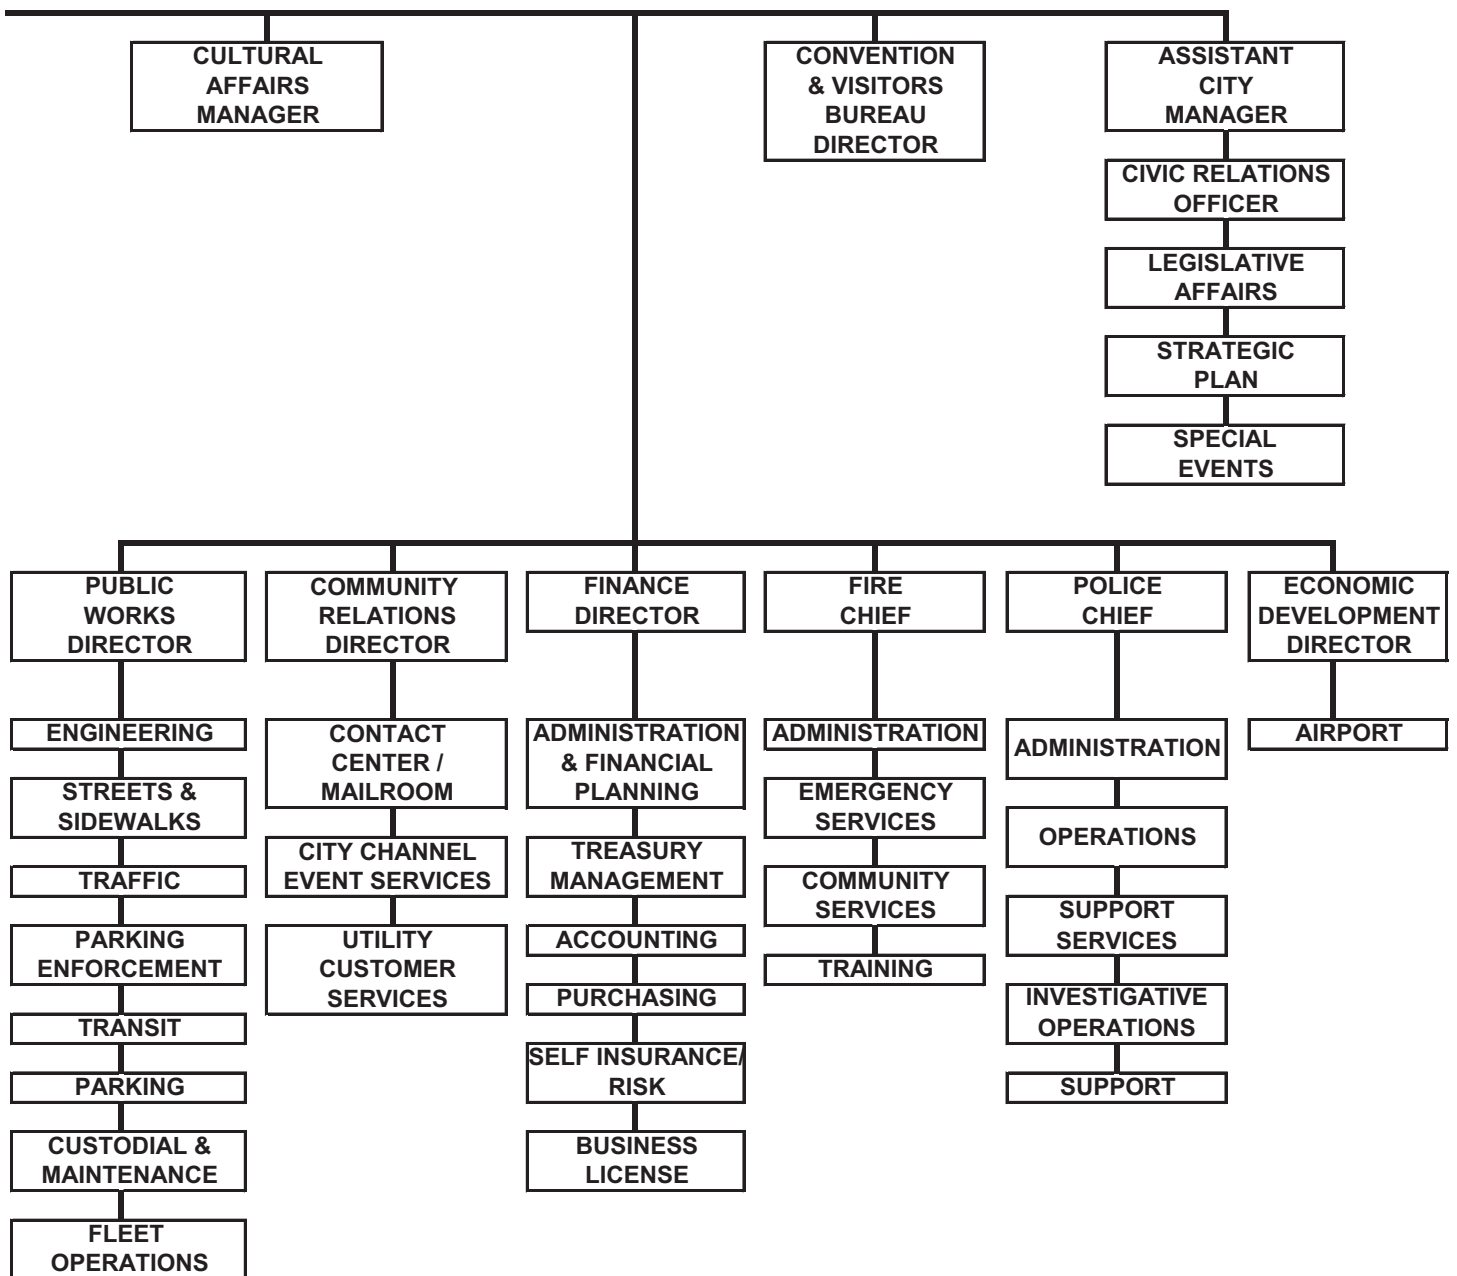 CULTURAL
AFFAIRS
MANAGER
CONVENTION
& VISITORS
BUREAU
DIRECTOR
ASSISTANT
CITY
MANAGER
CIVIC RELATIONS
OFFICER
LEGISLATIVE
AFFAIRS
STRATEGIC
PLAN
SPECIAL
EVENTS
PUBLIC
WORKS
DIRECTOR
ENGINEERING
STREETS &
SIDEWALKS
TRAFFIC
PARKING
ENFORCEMENT
TRANSIT
PARKING
CUSTODIAL &
MAINTENANCE
FLEET
OPERATIONS
COMMUNITY
RELATIONS
DIRECTOR
CONTACT
CENTER /
MAILROOM
CITY CHANNEL
EVENT SERVICES
UTILITY
CUSTOMER
SERVICES
FINANCE
DIRECTOR
ADMINISTRATION
& FINANCIAL
PLANNING
TREASURY
MANAGEMENT
ACCOUNTING
PURCHASING
SELF INSURANCE/
RISK
BUSINESS
LICENSE
FIRE
CHIEF
ADMINISTRATION
EMERGENCY
SERVICES
COMMUNITY
SERVICES
TRAINING
POLICE
CHIEF
ADMINISTRATION
OPERATIONS
SUPPORT
SERVICES
INVESTIGATIVE
OPERATIONS
SUPPORT
ECONOMIC
DEVELOPMENT
DIRECTOR
AIRPORT